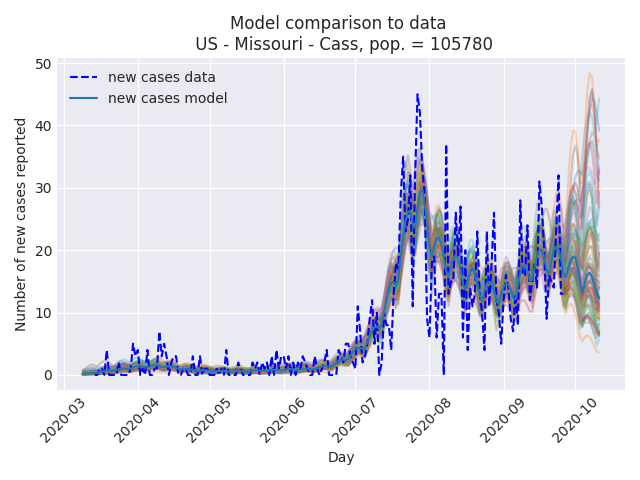 Model comparison to data
US - Missouri - Cass, pop. = 105780
new cases data
new cases model
Number of new cases reported
50
40
30
20
10
0
2020-03
2020-04
2020-05
2020-06
2020-07
2020-08
2020-09
2020-10
Day